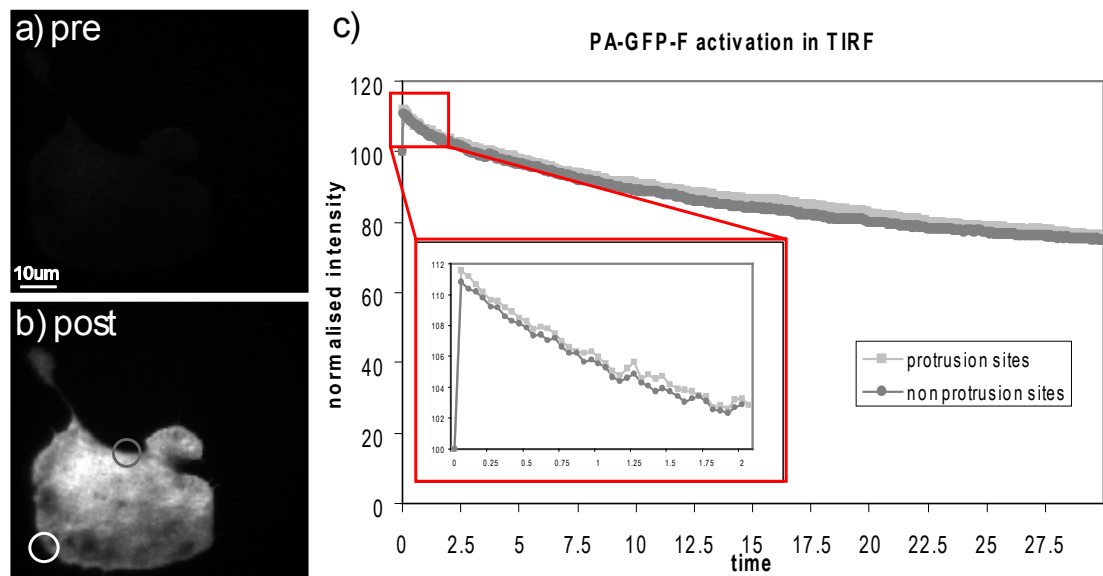 a) pre
10um
b) post
c)
PA-GFP-F activation in TIRF
normalised intensity
120
100
80
60
40
20
0
0 2.5 5 7.5 10 12.5 15 17.5 20 22.5 25 27.5
time
112
110
108
106
104
102
100
0 0.25 0.5 0.75 1 1.25 1.5 1.75 2
protrusion sites
non protrusion sites